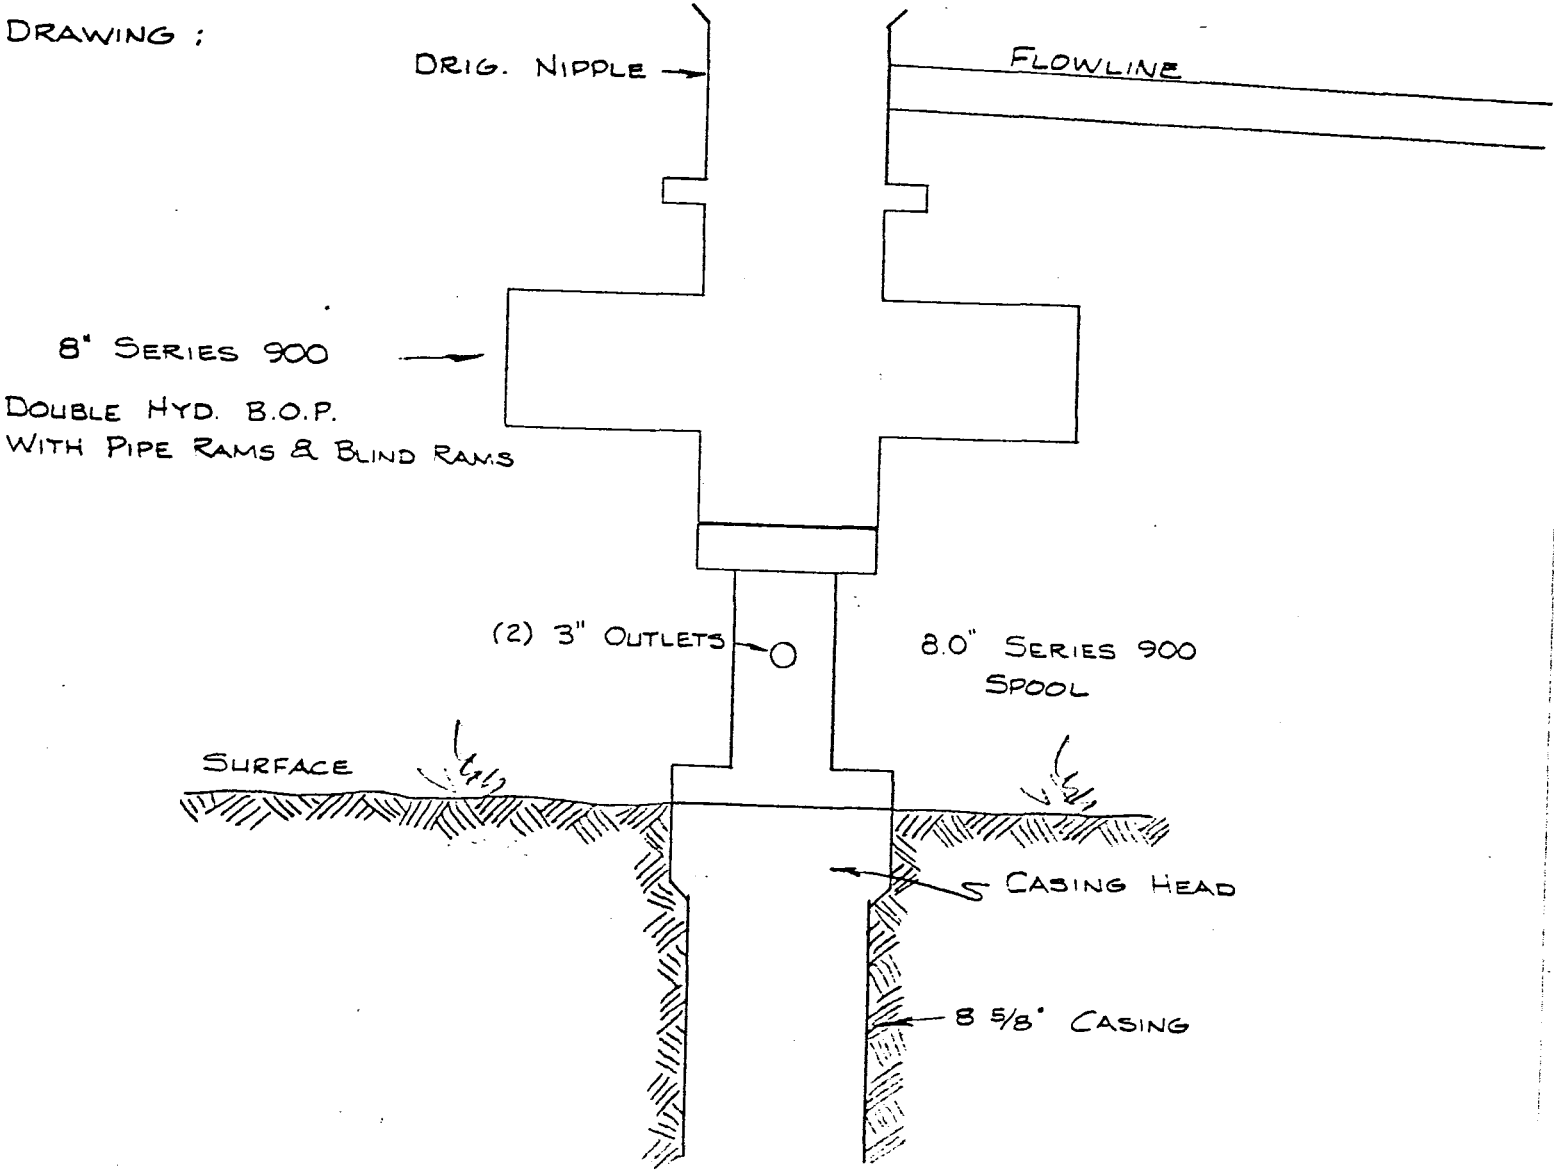 DRAWING :
DRIG. NIPPLE
FLOWLINE
8" SERIES 900
DOUBLE HYD. B.O.P.
WITH PIPE RAMS & BLIND RAMS
(2) 3" OUTLETS
8.0" SERIES 900
SPOOL
SURFACE
CASING HEAD
8 5/8" CASING